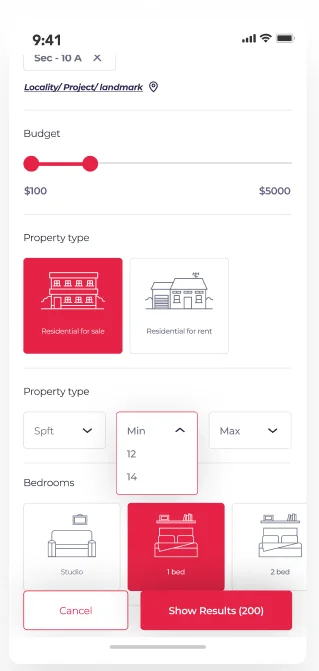 9:41
Sec - 10 A X
Locality/ Project/ landmark
Budget
$100 $5000
Property type
Residential for sale Residential for rent
Property type
Spft Min Max
12
14
Bedrooms
Studio 1 bed 2 bed
Cancel Show Results (200)